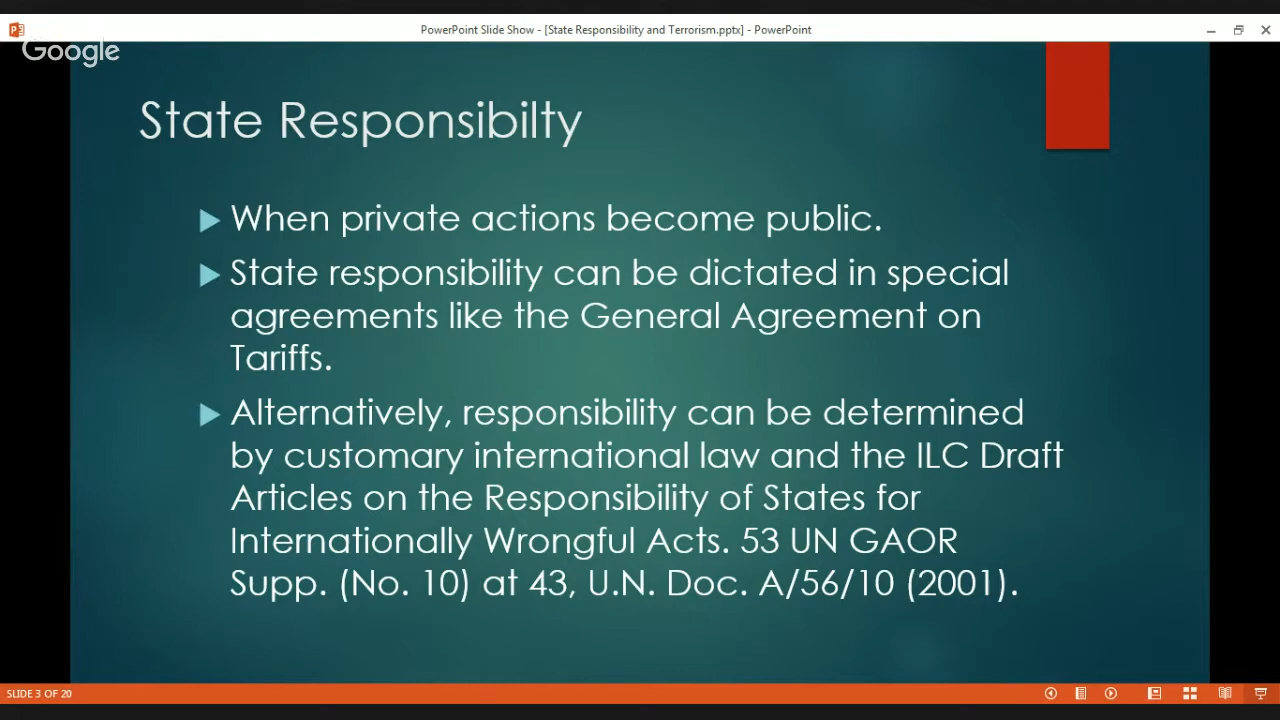 PowerPoint Slide Show - [State Responsibility and Terrorism.pptx] - PowerPoint
Google
State Responsibilty
When private actions become public.
State responsibility can be dictated in special
agreements like the General Agreement on
Tariffs.
Alternatively, responsibility can be determined
by customary international law and the ILC Draft
Articles on the Responsibility of States for
Internationally Wrongful Acts. 53 UN GAOR
Supp. (No. 10) at 43, U.N. Doc. A/56/10 (2001).
SLIDE 3 OF 20